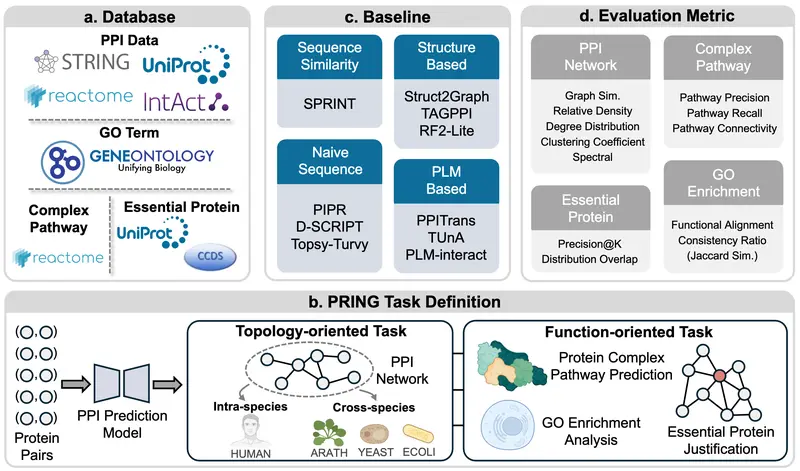 a. Database
PPI Data
STRING
UniProt
reactome
IntAct
GO Term
GENEONTOLOGY
Unifying Biology
Complex
Pathway
reactome
Essential Protein
UniProt
CCDS
c. Baseline
Sequence
Similarity
SPRINT
Structure
Based
Struct2Graph
TAGPPI
RF2-Lite
Naive
Sequence
PIPR
D-SCRIPT
Topsy-Turvy
PLM
Based
PPITrans
TUnA
PLM-interact
d. Evaluation Metric
PPI
Network
Graph Sim.
Relative Density
Degree Distribution
Clustering Coefficient
Spectral
Complex
Pathway
Pathway Precision
Pathway Recall
Pathway Connectivity
Essential
Protein
Precision@K
Distribution Overlap
GO
Enrichment
Functional Alignment
Consistency Ratio
(Jaccard Sim.)
b. PRING Task Definition
Protein
Pairs
PPI Prediction
Model
Topology-oriented Task
PPI
Network
Intra-species
Cross-species
HUMAN
ARATH
YEAST
ECOLI
Function-oriented Task
Protein Complex
Pathway Prediction
GO Enrichment
Analysis
Essential Protein
Justification